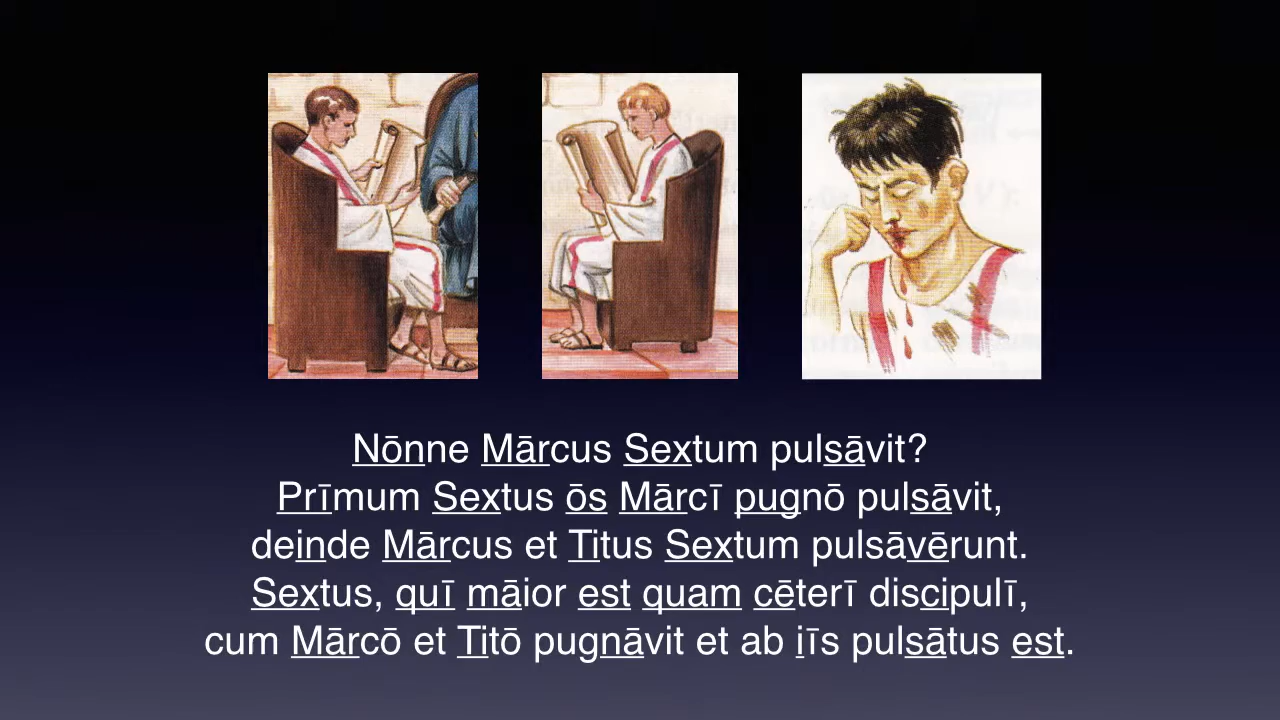 Nōnne Mārcus Sextum pulsāvit?
Prīmum Sextus ōs Mārcī pugnō pulsāvit,
deinde Mārcus et Titus Sextum pulsāvērunt.
Sextus, quī māior est quam cēterī discipulī,
cum Mārcō et Titō pugnāvit et ab iīs pulsātus est.